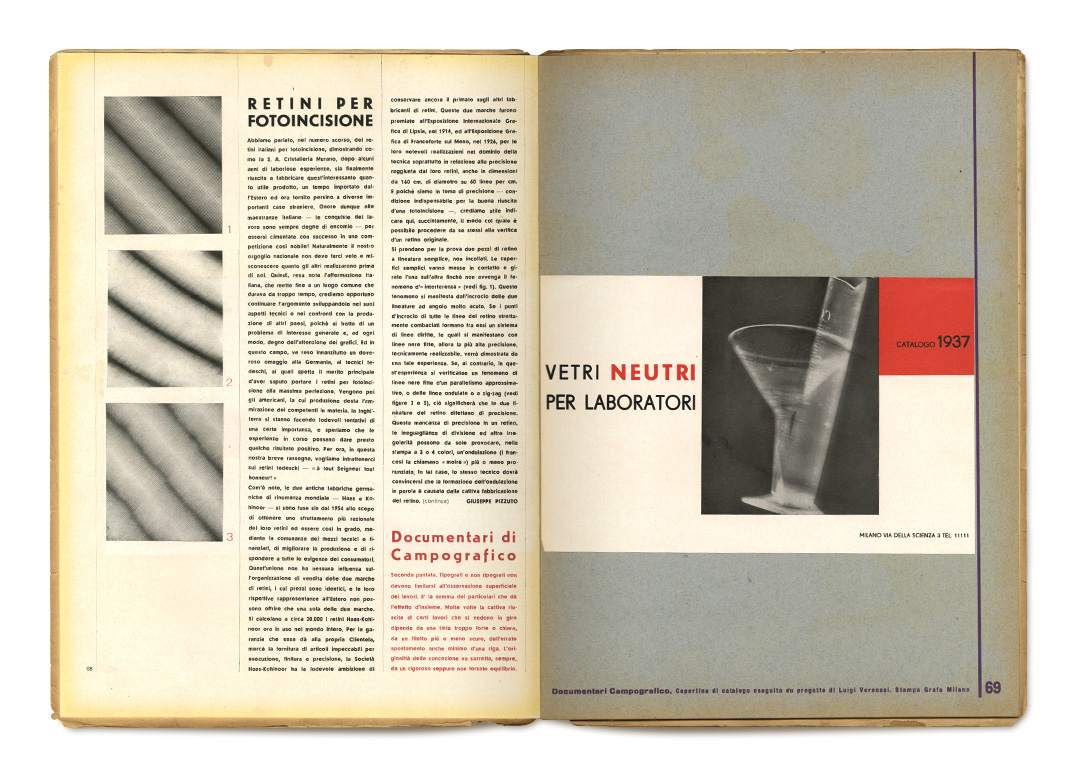 1
2
3
RETINI PER
FOTOINCISIONE
Abbiamo parlato, nel numero scorso, dei re-
tini italiani per fotoincisione, dimostrando co-
me la S. A. Cristalleria Murano, dopo alcuni
anni di laboriose esperienze, sia finalmente
riuscita a fabbricare quest'interessante quan-
to utile prodotto, un tempo importato dal-
l'Estero ed ora fornito persino a diverse im-
portanti case straniere. Onore dunque alle
maestranze italiane — le conquiste del la-
voro sono sempre degne di encomio — per
essersi cimentate con successo in una com-
petizione così nobile! Naturalmente il nostro
orgoglio nazionale non deve farci velo e mi-
sconoscere quanto gli altri realizzarono prima
di noi. Quindi, resa nota l'affermazione ita-
liana, che mette fine a un luogo comune che
durava da troppo tempo, crediamo opportuno
continuare l'argomento sviluppandolo nei suoi
aspetti tecnici e nei confronti con la produ-
zione di altri paesi, poichè si tratta di un
problema di interesse generale e, ad ogni
modo, degno dell'attenzione dei grafici. Ed in
questo campo, va reso innanzitutto un dove-
roso omaggio alla Germania, ai tecnici te-
deschi, ai quali spetta il merito principale
d'aver saputo portare i retini per fotoinci-
sione alla massima perfezione. Vengono poi
gli americani, la cui produzione desta l'am-
mirazione dei competenti in materia. In Inghil-
terra si stanno facendo lodevoli tentativi di
una certa importanza, e speriamo che le
esperienze in corso possano dare presto
qualche risultato positivo. Per ora, in questa
nostra breve rassegna, vogliamo intrattenerci
sui retini tedeschi — « à tout Seigneur tout
honneur! »
Com'è noto, le due antiche fabbriche germa-
niche di rinomanza mondiale — Haas e Ko-
hinoor — si sono fuse sin dal 1934 allo scopo
di ottenere uno sfruttamento più razionale
dei loro retini ed essere così in grado, me-
diante la comunanza dei mezzi tecnici e fi-
nanziari, di migliorare la produzione e di ri-
spondere a tutte le esigenze dei consumatori.
Quest'unione non ha nessuna influenza sul-
l'organizzazione di vendita delle due marche
di retini, i cui prezzi sono identici, e le loro
rispettive rappresentanze all'Estero non pos-
sono offrire che una sola delle due marche.
Si calcolano a circa 20.000 i retini Haas-Kohi-
noor ora in uso nel mondo intero. Per la ga-
ranzia che essa dà alla propria Clientela,
mercè la fornitura di articoli impeccabili per
esecuzione, finitura e precisione, la Società
Haas-Kohinoor ha la lodevole ambizione di
conservare ancora il primato sugli altri fab-
bricanti di retini. Queste due marche furono
premiate all'Esposizione Internazionale Gra-
fica di Lipsia, nel 1914, ed all'Esposizione Gra-
fica di Francoforte sul Meno, nel 1926, per le
loro notevoli realizzazioni nel dominio della
tecnica soprattutto in relazione alla precisione
raggiunta dai loro retini, anche in dimensioni
da 160 cm. di diametro su 60 linee per cm.
E poichè siamo in tema di precisione — con-
dizione indispensabile per la buona riuscita
d'una fotoincisione —, crediamo utile indi-
care qui, succintamente, il modo col quale è
possibile procedere da se stessi alla verifica
d'un retino originale.
Si prendano per la prova due pezzi di retino
a lineatura semplice, non incollati. Le super-
fici semplici vanno messe in contatto e gi-
rate l'una sull'altra finchè non avvenga il fe-
nomeno d'« interferenza » (vedi fig. 1). Questo
fenomeno si manifesta dall'incrocio delle due
lineature ad angolo molto acuto. Se i punti
d'incrocio di tutte le linee del retino stretta-
mente combaciati formano fra essi un sistema
di linee diritte, le quali si manifestano con
linee nere fitte, allora la più alta precisione,
tecnicamente realizzabile, verrà dimostrata da
una tale esperienza. Se, al contrario, in que-
st'esperienza si verificasse un fenomeno di
linee nere fitte d'un parallelismo approssima-
tivo, o delle linee ondulate o a zig-zag (vedi
figure 2 e 3), ciò significherà che le due li-
neature del retino difettano di precisione.
Questa mancanza di precisione in un retino,
le ineguaglianze di divisione ed altre irre-
golarità possono da sole provocare, nella
stampa a 3 o 4 colori, un'ondulazione (i fran-
cesi la chiamano « moiré ») più o meno pro-
nunziata. In tal caso, lo stesso tecnico dovrà
convincersi che la formazione dell'ondulazione
in parola è causata dalla cattiva fabbricazione
del retino. (continua) GIUSEPPE PIZZUTO
Documentari di
Campografico
Seconda puntata. Tipografi e non tipografi non
devono limitarsi all'osservazione superficiale
dei lavori. E' la somma dei particolari che dà
l'effetto d'insieme. Molte volte la cattiva riu-
scita di certi lavori che si vedono in giro
dipende da una tinta troppo forte o chiara,
da un filetto più o meno scuro, dall'errato
spostamento anche minimo d'una riga. L'ori-
ginalità della concezione va sorretta, sempre,
da un rigoroso seppure non forzato equilibrio.
68
VETRI NEUTRI
PER LABORATORI
CATALOGO 1937
MILANO VIA DELLA SCIENZA 3 TEL 11111
Documentari Campografico. Copertina di catalogo eseguita su progetto di Luigi Veronesi. Stampa Grafa Milano
69